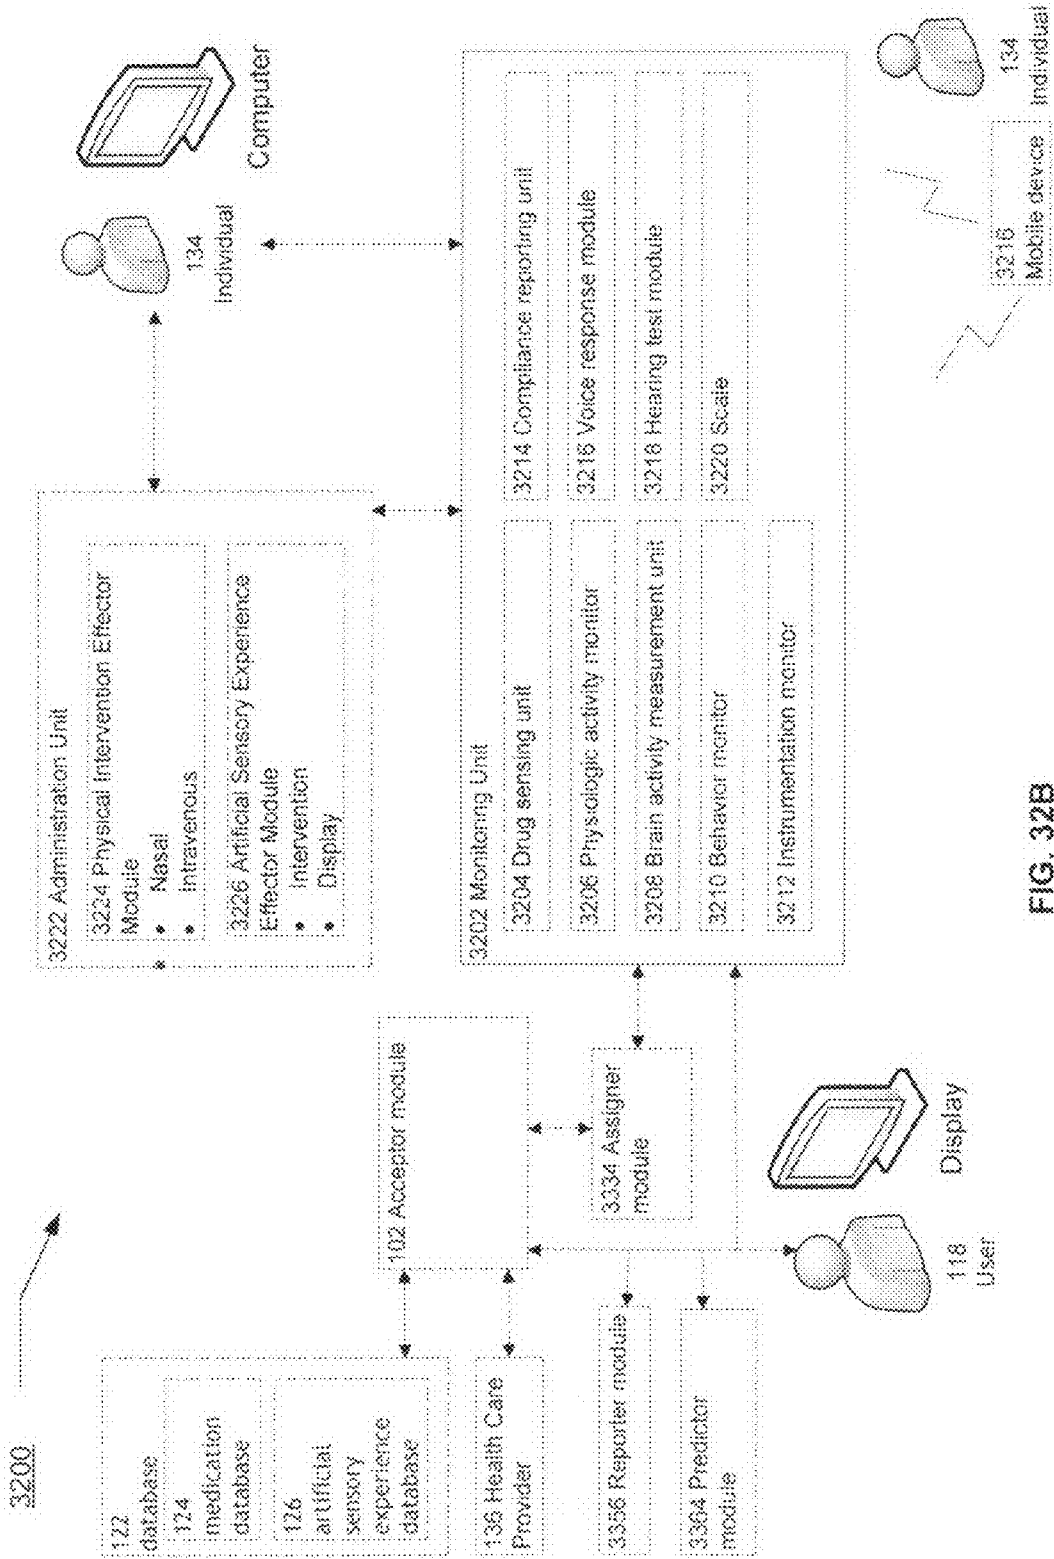 3200
122
database
124
medication
database
126
artificial
sensory
experience
database
136 Health Care
Provider
3356 Reporter module
3364 Predictor
module
102 Acceptor module
3334 Assigner
module
118
User
Display
3222 Administration Unit
3224 Physical Intervention Effector
Module
• Nasal
• Intravenous
3226 Artificial Sensory Experience
Effector Module
• Intervention
• Display
3202 Monitoring Unit
3204 Drug sensing unit
3206 Physiologic activity monitor
3208 Brain activity measurement unit
3210 Behavior monitor
3212 Instrumentation monitor
3214 Compliance reporting unit
3216 Voice response module
3218 Hearing test module
3220 Scale
134
Individual
Computer
3216
Mobile device
134
Individual
FIG. 32B